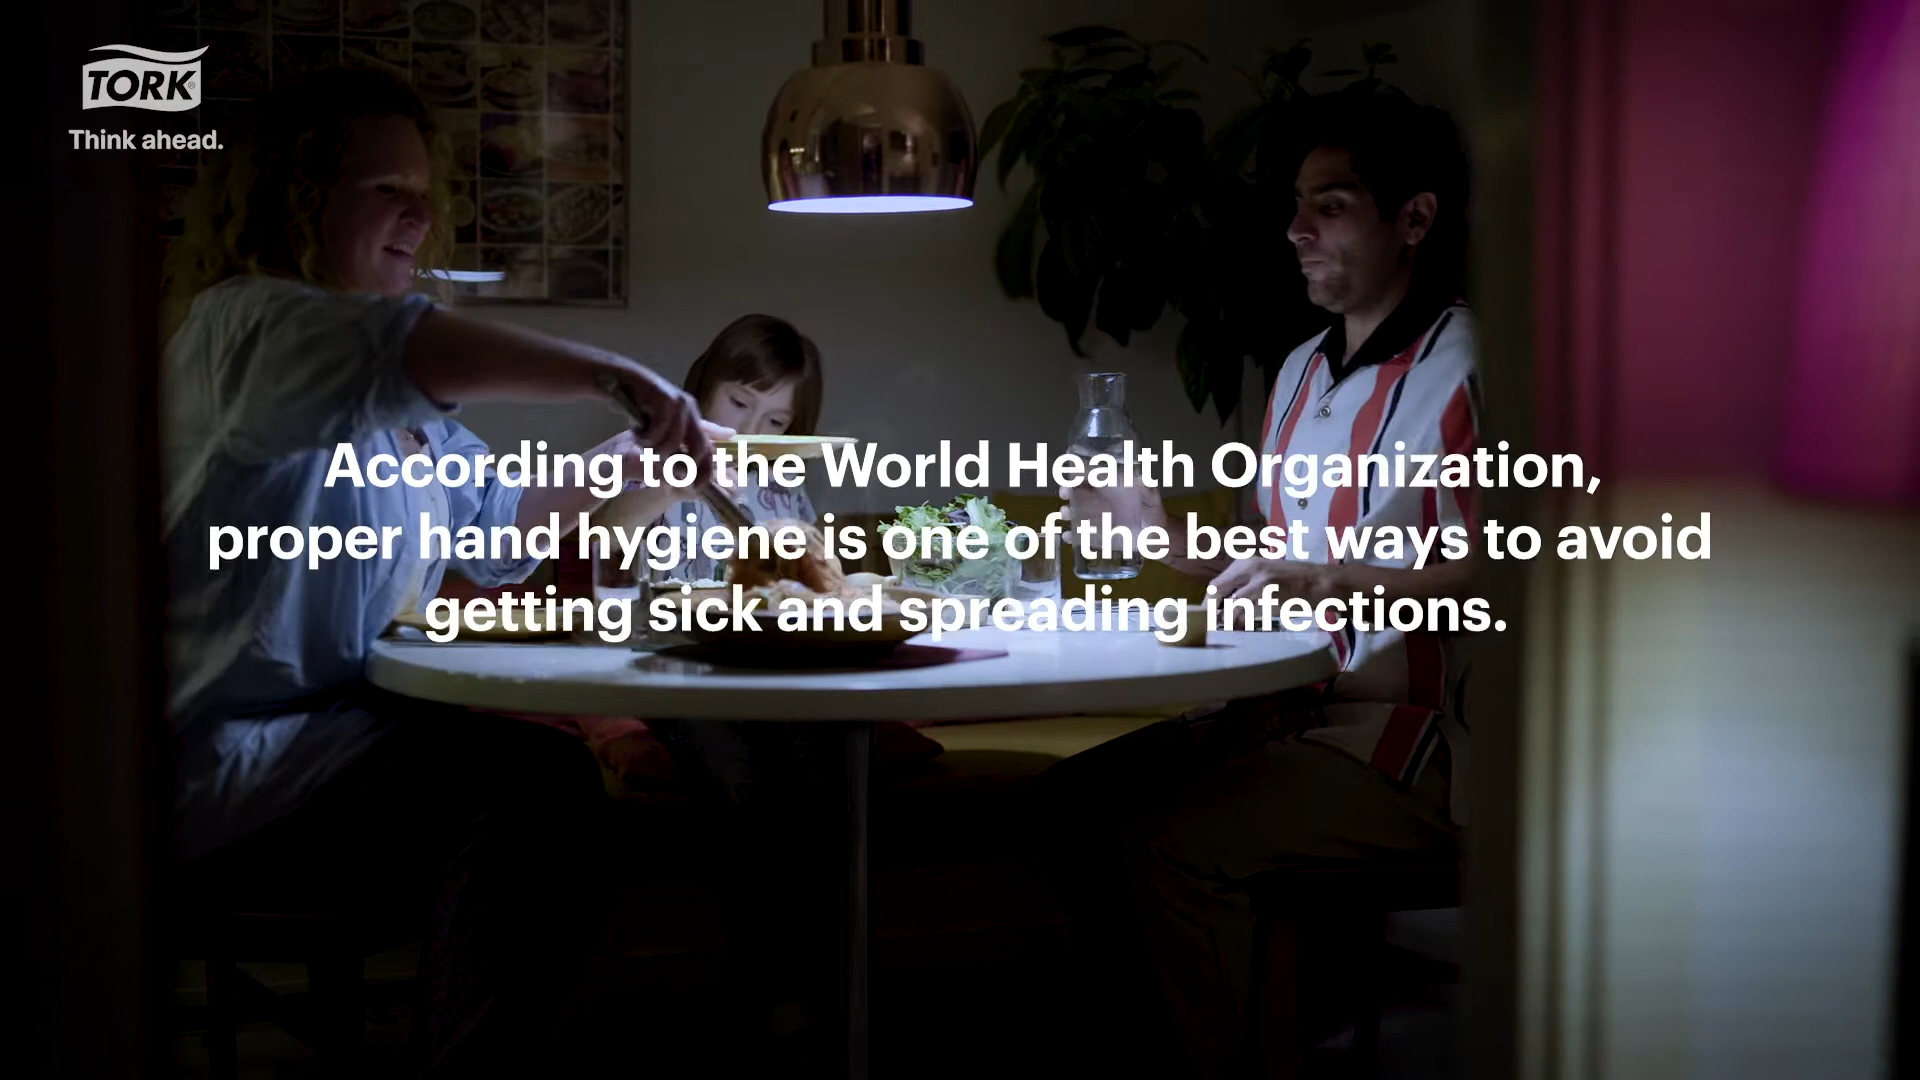 TORK
Think ahead.
According to the World Health Organization,
proper hand hygiene is one of the best ways to avoid
getting sick and spreading infections.